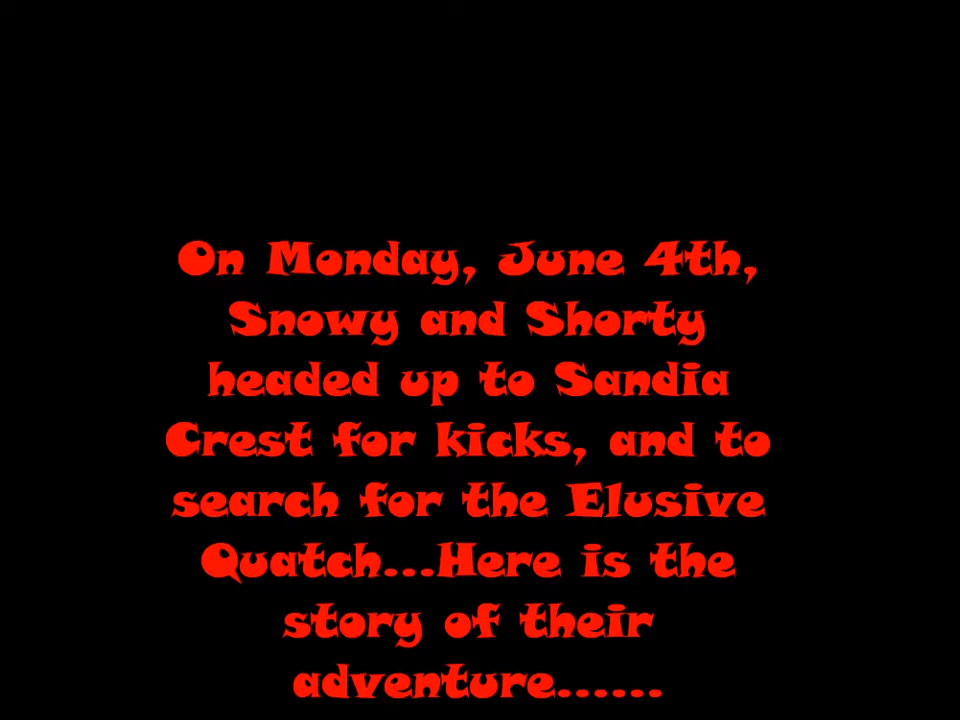 On Monday, June 4th,
Snowy and Shorty
headed up to Sandia
Crest for kicks, and to
search for the Elusive
Quatch...Here is the
story of their
adventure......